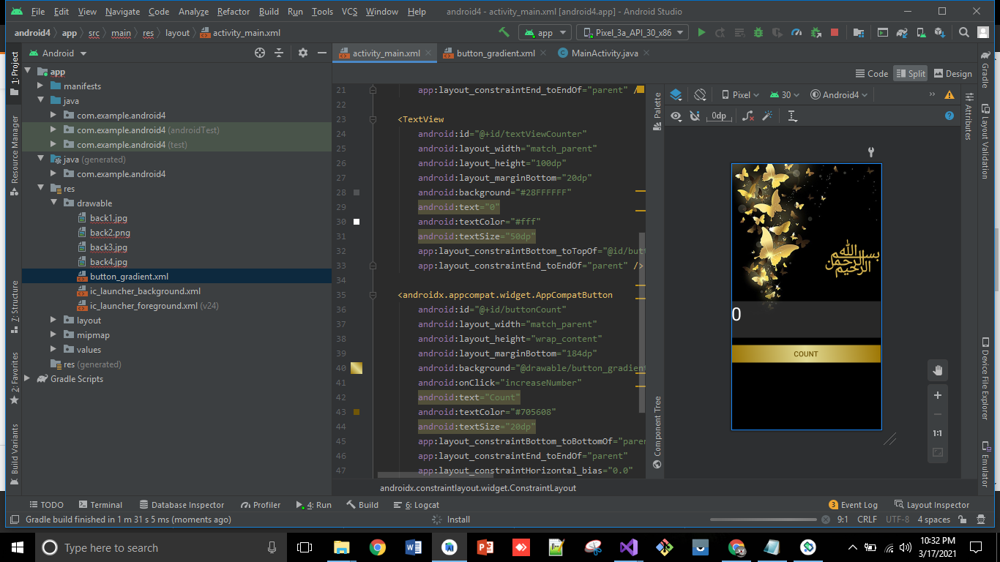 File Edit View Navigate Code Analyze Refactor Build Run Tools VCS Window Help android4 - activity_main.xml [android4.app] - Android Studio
android4 app src main res layout activity_main.xml app Pixel_3a_API_30_x86
1: Project
Resource Manager
7: Structure
2: Favorites
Build Variants
Android
app
manifests
java
com.example.android4
com.example.android4 (androidTest)
com.example.android4 (test)
java (generated)
com.example.android4
res
drawable
back1.jpg
back2.png
back3.jpg
back4.jpg
button_gradient.xml
ic_launcher_background.xml
ic_launcher_foreground.xml (v24)
layout
mipmap
values
res (generated)
Gradle Scripts
activity_main.xml button_gradient.xml MainActivity.java
Code Split Design
21 app:layout_constraintEnd_toEndOf="parent" /
22
23 <TextView
24 android:id="@+id/textViewCounter"
25 android:layout_width="match_parent"
26 android:layout_height="100dp"
27 android:layout_marginBottom="20dp"
28 android:background="#28FFFFFF"
29 android:text="0"
30 android:textColor="#fff"
31 android:textSize="50dp"
32 app:layout_constraintBottom_toTopOf="@id/but
33 app:layout_constraintEnd_toEndOf="parent" />
34
35 <androidx.appcompat.widget.AppCompatButton
36 android:id="@+id/buttonCount"
37 android:layout_width="match_parent"
38 android:layout_height="wrap_content"
39 android:layout_marginBottom="184dp"
40 android:background="@drawable/button_gradient
41 android:onClick="increaseNumber"
42 android:text="Count"
43 android:textColor="#705608"
44 android:textSize="20dp"
45 app:layout_constraintBottom_toBottomOf="paren
46 app:layout_constraintEnd_toEndOf="parent"
47 app:layout_constraintHorizontal_bias="0.0"
androidx.constraintlayout.widget.ConstraintLayout
Palette
Component Tree
Pixel 30 Android4 »
0dp ?
بسم الله
الرحمن
الرحيم
0
COUNT
1:1
Attributes
Gradle
Layout Validation
Device File Explorer
Emulator
TODO Terminal Database Inspector Profiler 4: Run Build 6: Logcat 3 Event Log Layout Inspector
Gradle build finished in 1 m 31 s 5 ms (moments ago) Install 9:1 CRLF UTF-8 4 spaces
Type here to search 10:32 PM
3/17/2021